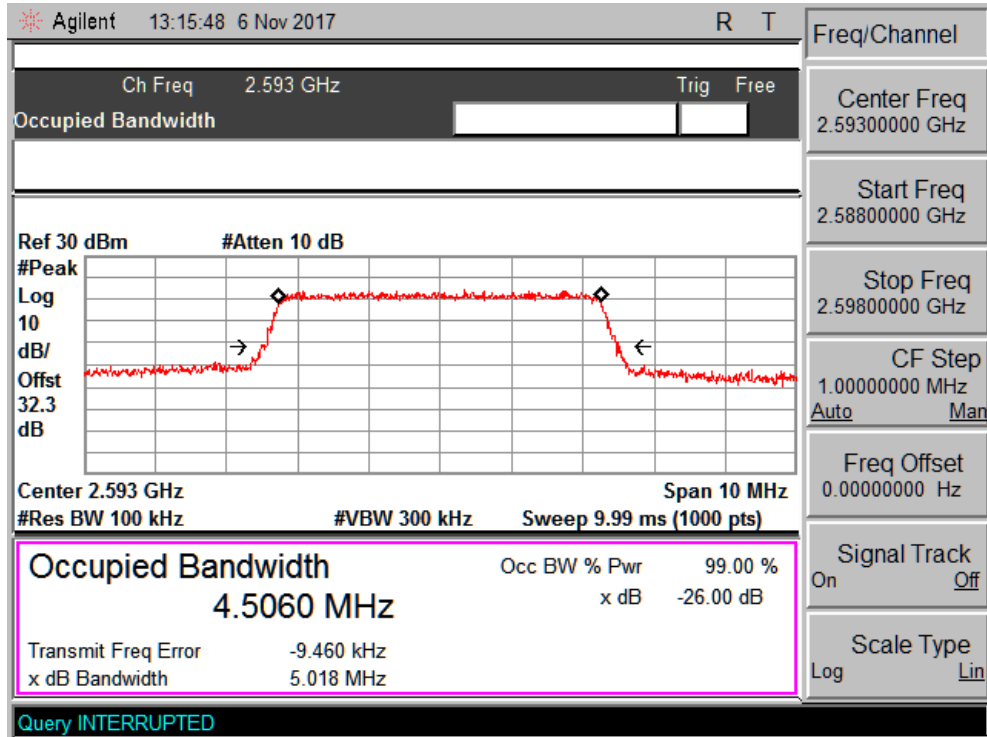 Agilent 13:15:48 6 Nov 2017 R T
Ch Freq 2.593 GHz Trig Free
Occupied Bandwidth
Ref 30 dBm #Atten 10 dB
#Peak
Log
10
dB/
Offst
32.3
dB
Center 2.593 GHz Span 10 MHz
#Res BW 100 kHz #VBW 300 kHz Sweep 9.99 ms (1000 pts)
Occupied Bandwidth Occ BW % Pwr 99.00 %
4.5060 MHz x dB -26.00 dB
Transmit Freq Error -9.460 kHz
x dB Bandwidth 5.018 MHz
Query INTERRUPTED
Freq/Channel
Center Freq
2.59300000 GHz
Start Freq
2.58800000 GHz
Stop Freq
2.59800000 GHz
CF Step
1.00000000 MHz
Auto Man
Freq Offset
0.00000000 Hz
Signal Track
On Off
Scale Type
Log Lin